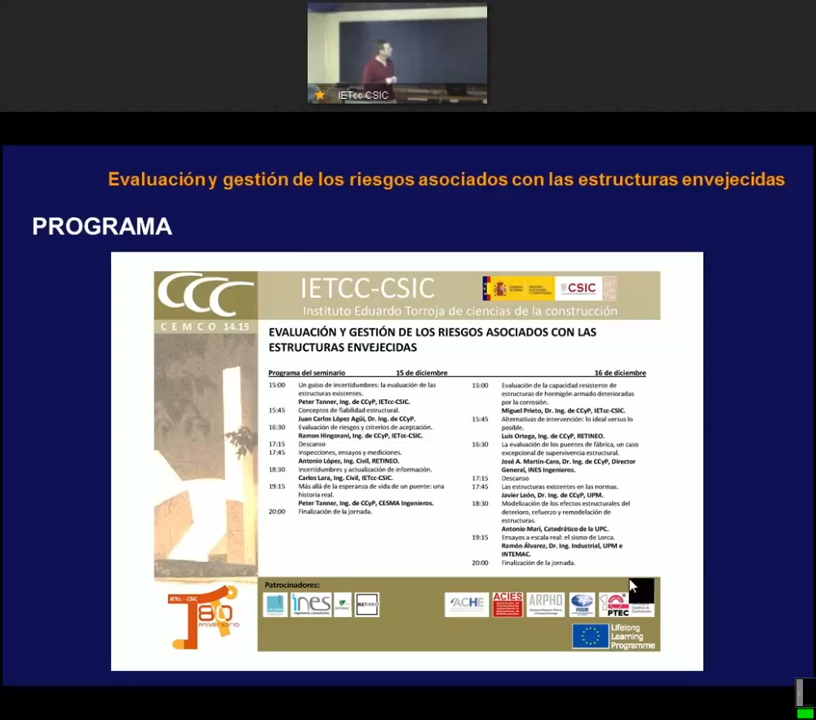 IETcc CSIC
Evaluación y gestión de los riesgos asociados con las estructuras envejecidas
PROGRAMA
CCC
CEMCO 14.15
IETCC-CSIC
Instituto Eduardo Torroja de ciencias de la construcción
CSIC
EVALUACIÓN Y GESTIÓN DE LOS RIESGOS ASOCIADOS CON LAS
ESTRUCTURAS ENVEJECIDAS
Programa del seminario 15 de diciembre
15:00 Un guiso de incertidumbres: la evaluación de las
estructuras existentes.
Peter Tanner, Ing. de CCyP, IETcc-CSIC.
15:45 Conceptos de fiabilidad estructural.
Juan Carlos López Agüí, Dr. Ing. de CCyP.
16:30 Evaluación de riesgos y criterios de aceptación.
Ramon Hingorani, Ing. de CCyP, IETcc-CSIC.
17:15 Descanso
17:45 Inspecciones, ensayos y mediciones.
Antonio López, Ing. Civil, RETINEO.
18:30 Incertidumbres y actualización de información.
Carlos Lara, Ing. Civil, IETcc-CSIC.
19:15 Más allá de la esperanza de vida de un puente: una
historia real.
Peter Tanner, Ing. de CCyP, CESMA Ingenieros.
20:00 Finalización de la jornada.
16 de diciembre
15:00 Evaluación de la capacidad resistente de
estructuras de hormigón armado deterioradas
por la corrosión.
Miguel Prieto, Dr. Ing. de CCyP, IETcc-CSIC.
15:45 Alternativas de intervención: lo ideal versus lo
posible.
Luis Ortega, Ing. de CCyP, RETINEO.
16:30 La evaluación de los puentes de fábrica, un caso
excepcional de supervivencia estructural.
José A. Martín-Caro, Dr. Ing. de CCyP, Director
General, INES Ingenieros.
17:15 Descanso
17:45 Las estructuras existentes en las normas.
Javier León, Dr. Ing. de CCyP, UPM.
18:30 Modelización de los efectos estructurales del
deterioro, refuerzo y remodelación de
estructuras.
Antonio Marí, Catedrático de la UPC.
19:15 Ensayos a escala real: el sismo de Lorca.
Ramón Álvarez, Dr. Ing. Industrial, UPM e
INTEMAC.
20:00 Finalización de la jornada.
Patrocinadores:
ines
RETINEO
ACHE
ACIES
ARPHO
PTEC
IETcc - CSIC
80
ANIVERSARIO
Lifelong
Learning
Programme